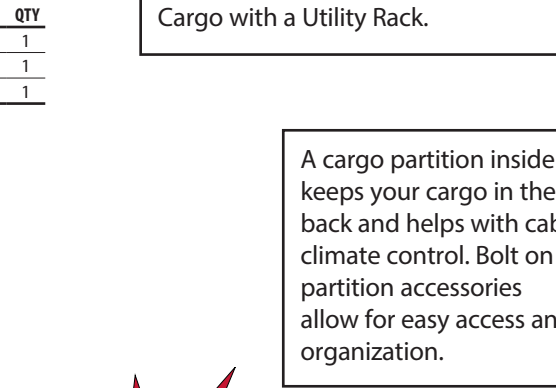 QTY
1
1
1
Cargo with a Utility Rack.
A cargo partition inside
keeps your cargo in the
back and helps with cab
climate control. Bolt on
partition accessories
allow for easy access an
organization.